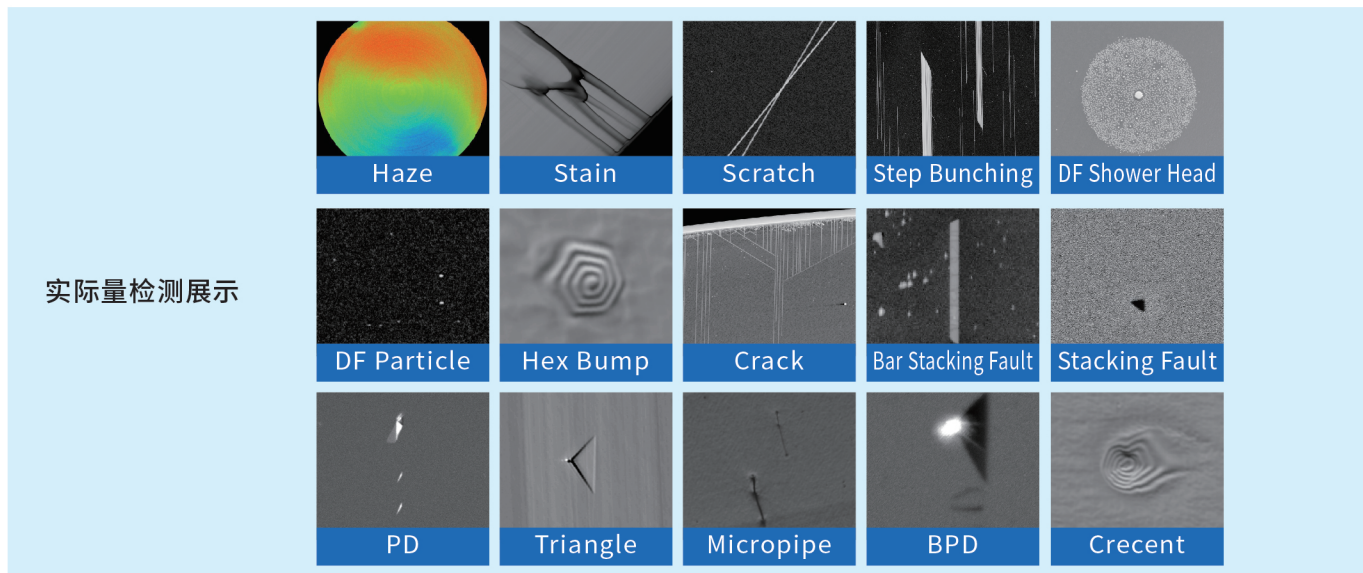 Haze
Stain
Scratch
Step Bunching
DF Shower Head
实际量检测展示
DF Particle
Hex Bump
Crack
Bar Stacking Fault
Stacking Fault
PD
Triangle
Micropipe
BPD
Crecent